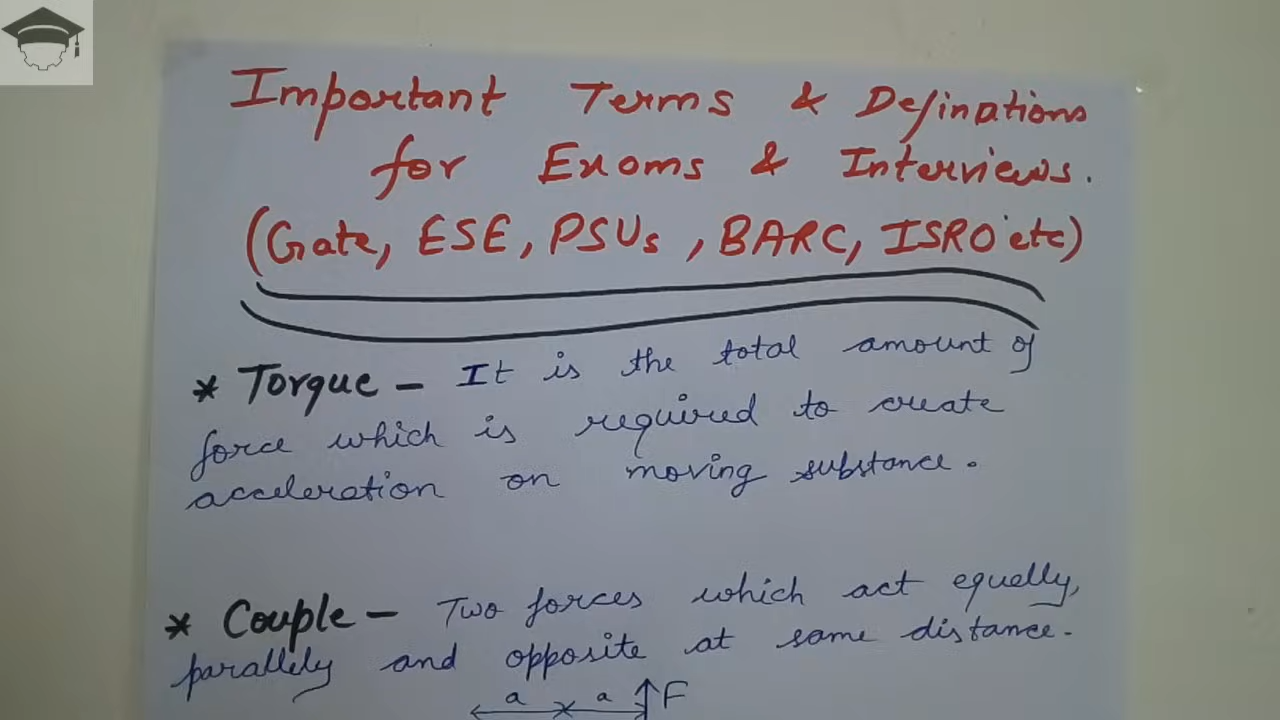 Important Terms & Definations
for Exams & Interviews.
(Gate, ESE, PSUs, BARC, ISRO etc)
* Torque - It is the total amount of
force which is required to create
acceleration on moving substance.
* Couple - Two forces which act equally,
parallely and opposite at same distance.
a a F